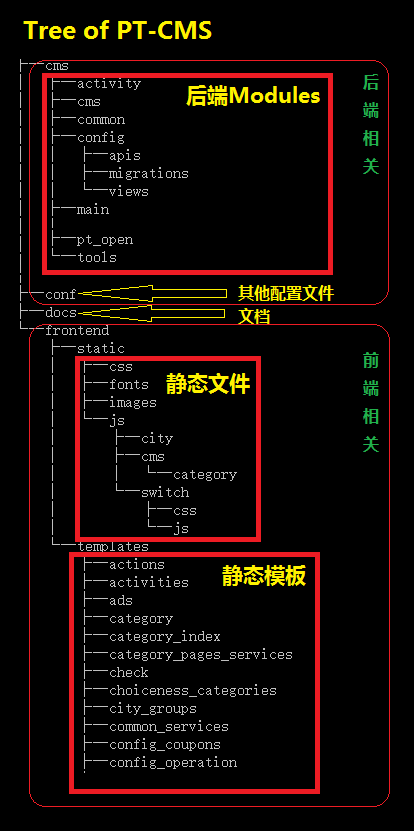 Tree of PT-CMS
├──cms
├──activity
后端Modules
├──cms
├──common
├──config
├──apis
├──migrations
└──views
├──main
├──pt_open
└──tools
后端相关
├──conf
其他配置文件
├──docs
文档
└──frontend
├──static
├──css
├──fonts
静态文件
├──images
└──js
├──city
├──cms
└──category
└──switch
├──css
└──js
前端相关
└──templates
├──actions
静态模板
├──activities
├──ads
├──category
├──category_index
├──category_pages_services
├──check
├──choiceness_categories
├──city_groups
├──common_services
├──config_coupons
├──config_operation